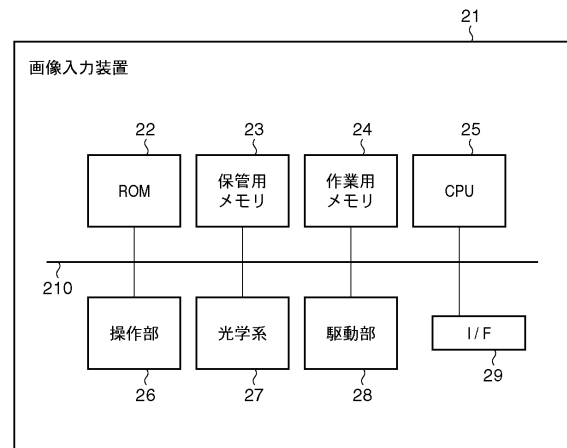 21
画像入力装置
22
23
24
25
ROM
保管用
メモリ
作業用
メモリ
CPU
210
操作部
光学系
駆動部
I/F
26
27
28
29